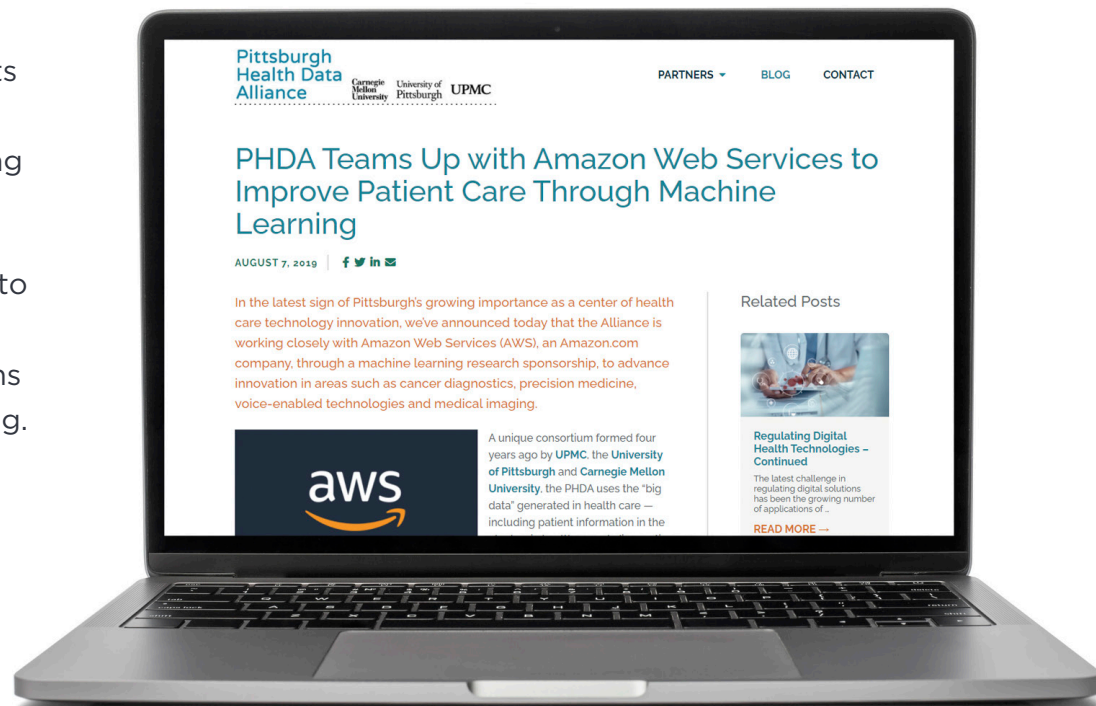 ts
ng
to
ns
g.
Pittsburgh
Health Data
Alliance
Carnegie
Mellon
University
University of
Pittsburgh
UPMC
PARTNERS BLOG CONTACT
PHDA Teams Up with Amazon Web Services to
Improve Patient Care Through Machine
Learning
AUGUST 7, 2019
In the latest sign of Pittsburgh's growing importance as a center of health
care technology innovation, we've announced today that the Alliance is
working closely with Amazon Web Services (AWS), an Amazon.com
company, through a machine learning research sponsorship, to advance
innovation in areas such as cancer diagnostics, precision medicine,
voice-enabled technologies and medical imaging.
aws
A unique consortium formed four
years ago by UPMC, the University
of Pittsburgh and Carnegie Mellon
University, the PHDA uses the “big
data” generated in health care —
including patient information in the
Related Posts
Regulating Digital
Health Technologies –
Continued
The latest challenge in
regulating digital solutions
has been the growing number
of applications of …
READ MORE →